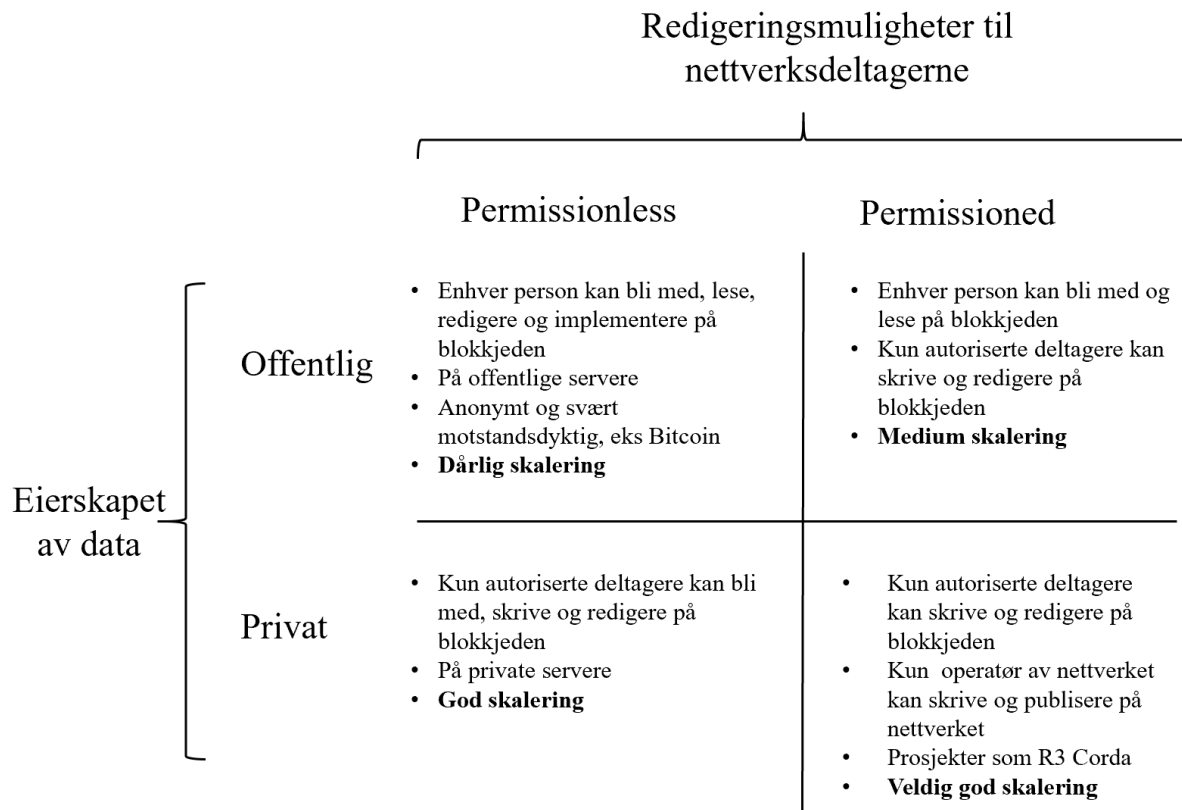 Redigeringsmuligheter til
nettverksdeltagerne
Permissionless
Permissioned
Offentlig
• Enhver person kan bli med, lese,
redigere og implementere på
blokkjeden
• På offentlige servere
• Anonymt og svært
motstandsdyktig, eks Bitcoin
• Dårlig skalering
• Enhver person kan bli med og
lese på blokkjeden
• Kun autoriserte deltagere kan
skrive og redigere på
blokkjeden
• Medium skalering
Eierskapet
av data
Privat
• Kun autoriserte deltagere kan bli
med, skrive og redigere på
blokkjeden
• På private servere
• God skalering
• Kun autoriserte deltagere
kan skrive og redigere på
blokkjeden
• Kun operatør av nettverket
kan skrive og publisere på
nettverket
• Prosjekter som R3 Corda
• Veldig god skalering